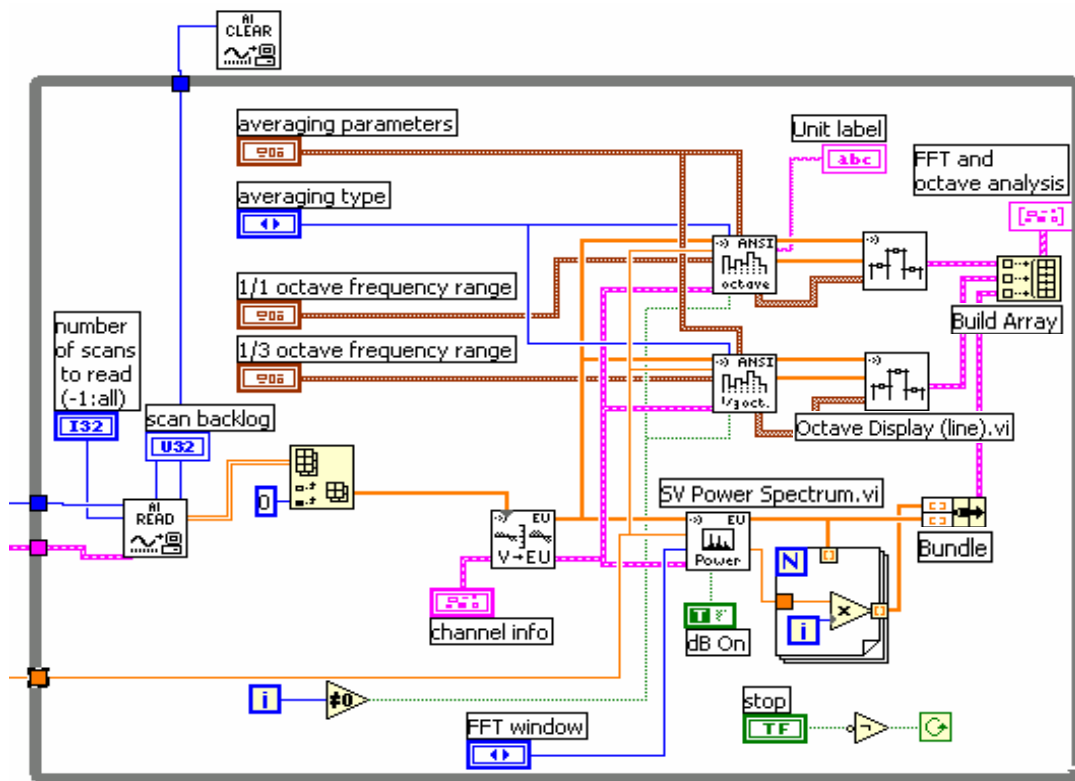 AI
CLEAR
averaging parameters
Unit label
abc
FFT and
octave analysis
averaging type
ANSI
octave
1/1 octave frequency range
Build Array
number
of scans
to read
(-1:all)
1/3 octave frequency range
ANSI
1/3 oct.
I32
scan backlog
U32
Octave Display (line).vi
0
SV Power Spectrum.vi
AI
READ
EU
V→EU
EU
Power
Bundle
N
channel info
T
dB On
i
x
i
≠0
stop
TF
FFT window